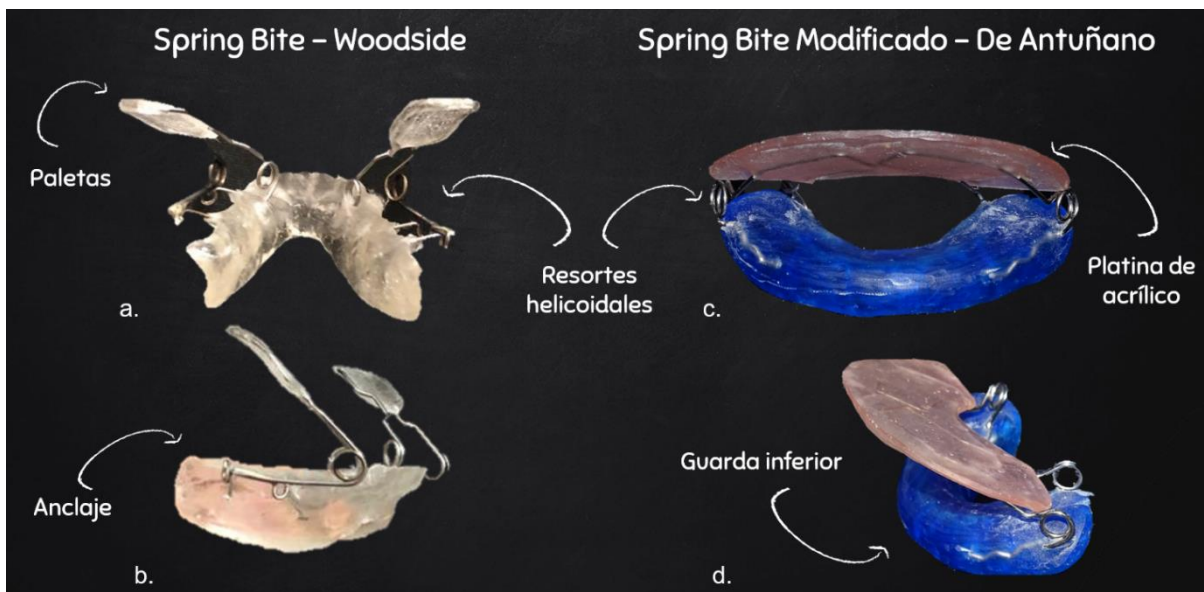 Spring Bite – Woodside
Spring Bite Modificado – De Antuñano
Paletas
Resortes
helicoidales
Platina de
acrílico
a.
c.
Anclaje
Guarda inferior
b.
d.